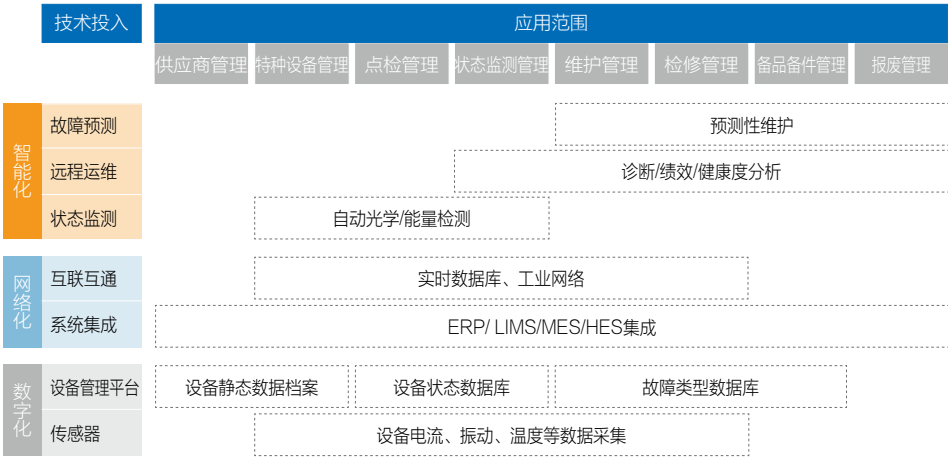 技术投入
应用范围
供应商管理
特种设备管理
点检管理
状态监测管理
维护管理
检修管理
备品备件管理
报废管理
智能化
故障预测
预测性维护
远程运维
诊断/绩效/健康度分析
状态监测
自动光学/能量检测
网络化
互联互通
实时数据库、工业网络
系统集成
ERP/ LIMS/MES/HES集成
数字化
设备管理平台
设备静态数据档案
设备状态数据库
故障类型数据库
传感器
设备电流、振动、温度等数据采集